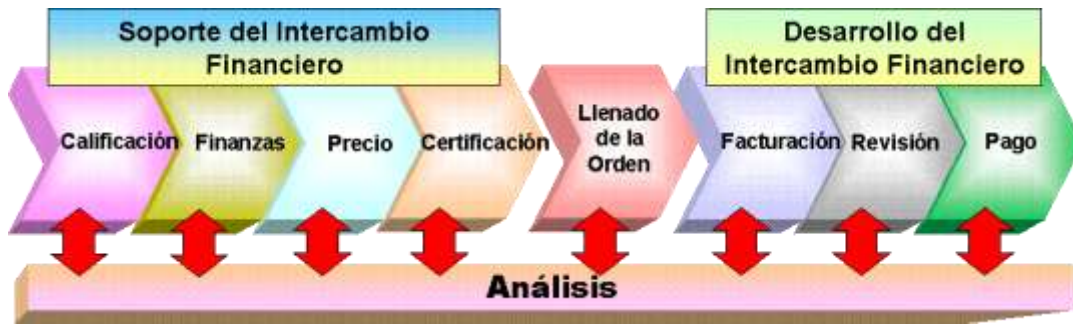 Soporte del Intercambio
Financiero
Desarrollo del
Intercambio Financiero
Calificación
Finanzas
Precio
Certificación
Llenado
de la
Orden
Facturación
Revisión
Pago
Análisis